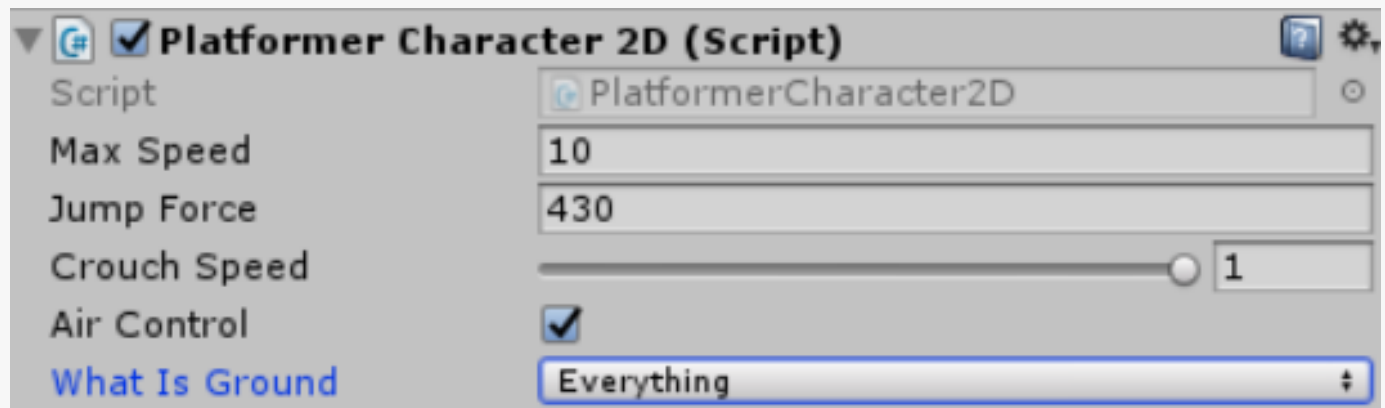 Platformer Character 2D (Script)
Script PlatformerCharacter2D
Max Speed 10
Jump Force 430
Crouch Speed 1
Air Control
What Is Ground Everything